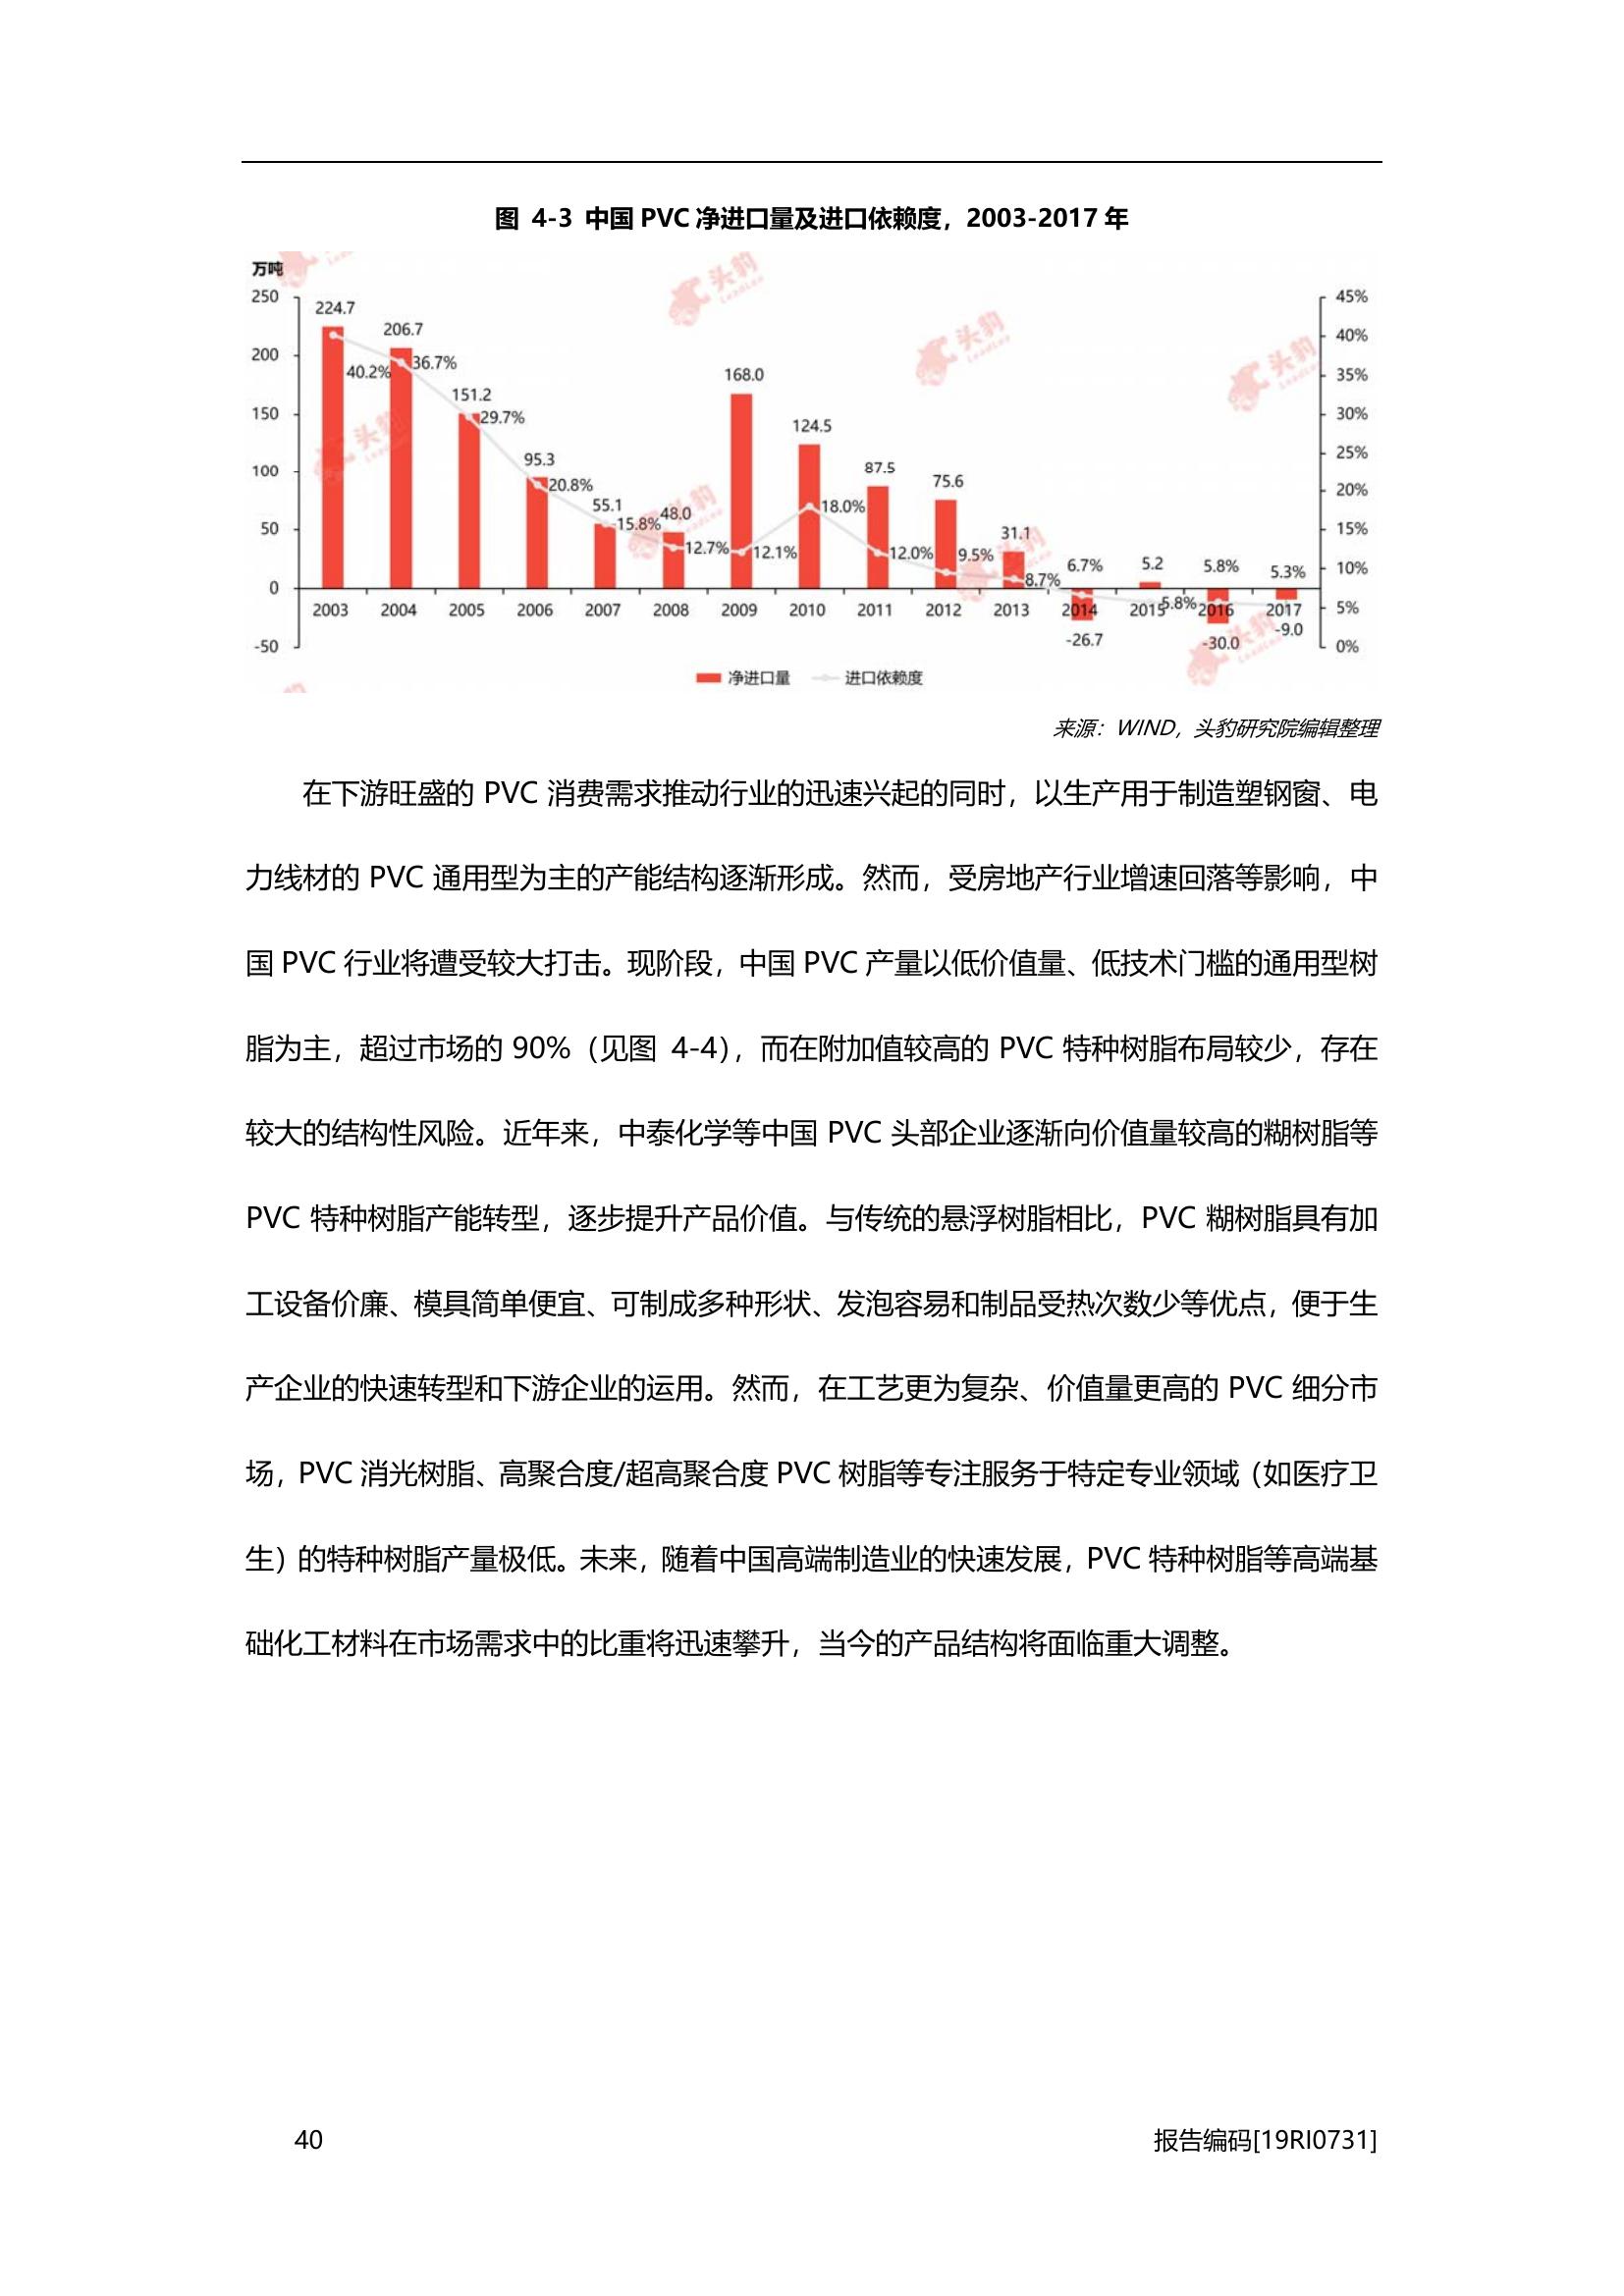 图 4-3 中国 PVC 净进口量及进口依赖度，2003-2017 年
万吨
250
200
150
100
50
0
-50
45%
40%
35%
30%
25%
20%
15%
10%
5%
0%
224.7
206.7
151.2
95.3
55.1
48.0
168.0
124.5
87.5
75.6
31.1
-26.7
5.2
-30.0
-9.0
40.2%
36.7%
29.7%
20.8%
15.8%
12.7%
12.1%
18.0%
12.0%
9.5%
8.7%
6.7%
5.8%
5.8%
5.3%
2003 2004 2005 2006 2007 2008 2009 2010 2011 2012 2013 2014 2015 2016 2017
净进口量 进口依赖度
头豹
LeadLeo
来源：WIND，头豹研究院编辑整理
在下游旺盛的 PVC 消费需求推动行业的迅速兴起的同时，以生产用于制造塑钢窗、电
力线材的 PVC 通用型为主的产能结构逐渐形成。然而，受房地产行业增速回落等影响，中
国 PVC 行业将遭受较大打击。现阶段，中国 PVC 产量以低价值量、低技术门槛的通用型树
脂为主，超过市场的 90%（见图 4-4），而在附加值较高的 PVC 特种树脂布局较少，存在
较大的结构性风险。近年来，中泰化学等中国 PVC 头部企业逐渐向价值量较高的糊树脂等
PVC 特种树脂产能转型，逐步提升产品价值。与传统的悬浮树脂相比，PVC 糊树脂具有加
工设备价廉、模具简单便宜、可制成多种形状、发泡容易和制品受热次数少等优点，便于生
产企业的快速转型和下游企业的运用。然而，在工艺更为复杂、价值量更高的 PVC 细分市
场，PVC 消光树脂、高聚合度/超高聚合度 PVC 树脂等专注服务于特定专业领域（如医疗卫
生）的特种树脂产量极低。未来，随着中国高端制造业的快速发展，PVC 特种树脂等高端基
础化工材料在市场需求中的比重将迅速攀升，当今的产品结构将面临重大调整。
40
报告编码[19RI0731]